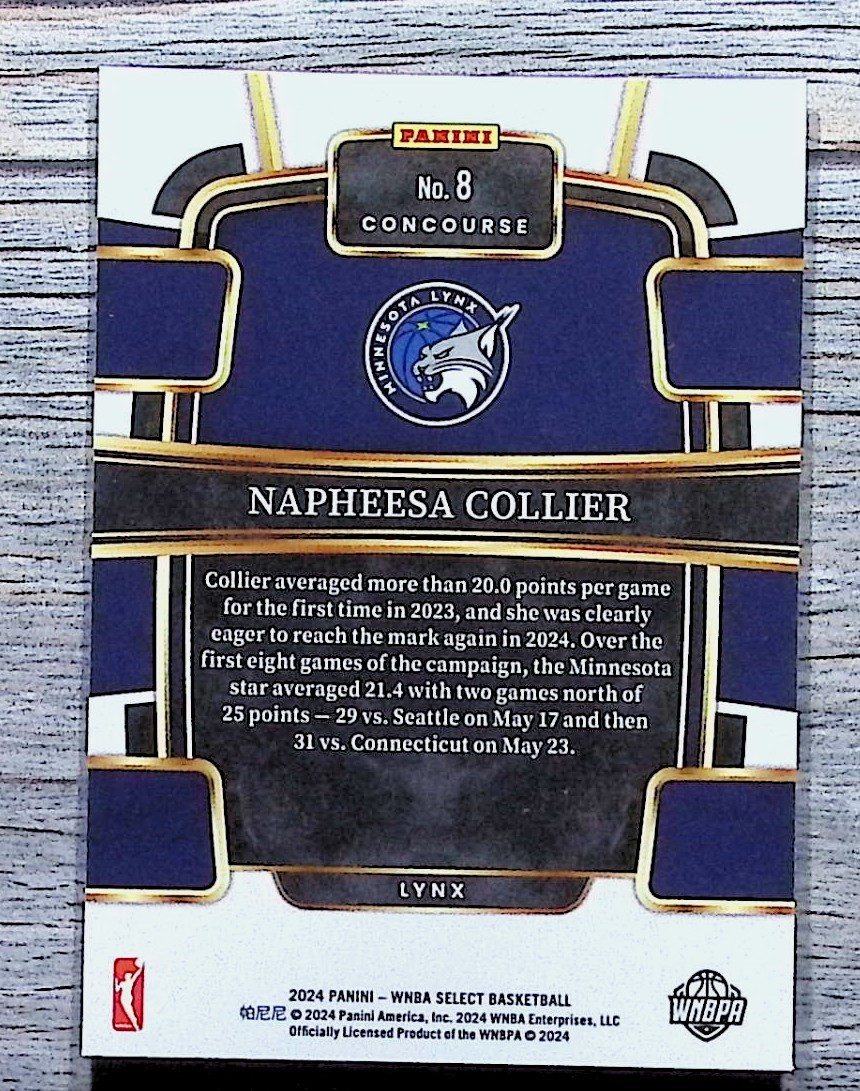 PANINI
No. 8
CONCOURSE
MINNESOTA LYNX
NAPHEESA COLLIER
Collier averaged more than 20.0 points per game
for the first time in 2023, and she was clearly
eager to reach the mark again in 2024. Over the
first eight games of the campaign, the Minnesota
star averaged 21.4 with two games north of
25 points — 29 vs. Seattle on May 17 and then
31 vs. Connecticut on May 23.
LYNX
2024 PANINI – WNBA SELECT BASKETBALL
帕尼尼 © 2024 Panini America, Inc. 2024 WNBA Enterprises, LLC
Officially Licensed Product of the WNBPA © 2024
WNBPA